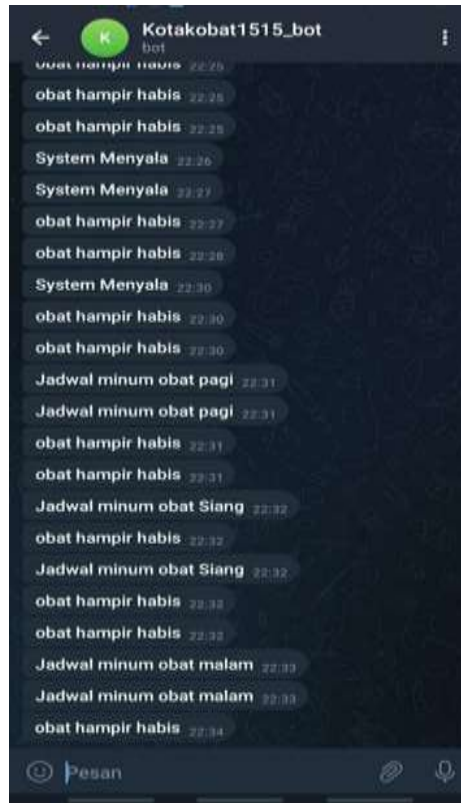 Kotakobat1515_bot
K
bot
obat hampir habis 22:25
obat hampir habis 22:25
obat hampir habis 22:25
System Menyala 22:26
System Menyala 22:27
obat hampir habis 22:27
obat hampir habis 22:28
System Menyala 22:30
obat hampir habis 22:30
obat hampir habis 22:30
Jadwal minum obat pagi 22:31
Jadwal minum obat pagi 22:31
obat hampir habis 22:31
obat hampir habis 22:31
Jadwal minum obat Siang 22:32
obat hampir habis 22:32
Jadwal minum obat Siang 22:32
obat hampir habis
obat hampir habis
Jadwal minum obat malam 22:33
Jadwal minum obat malam 22:33
obat hampir habis 22:34
Pesan